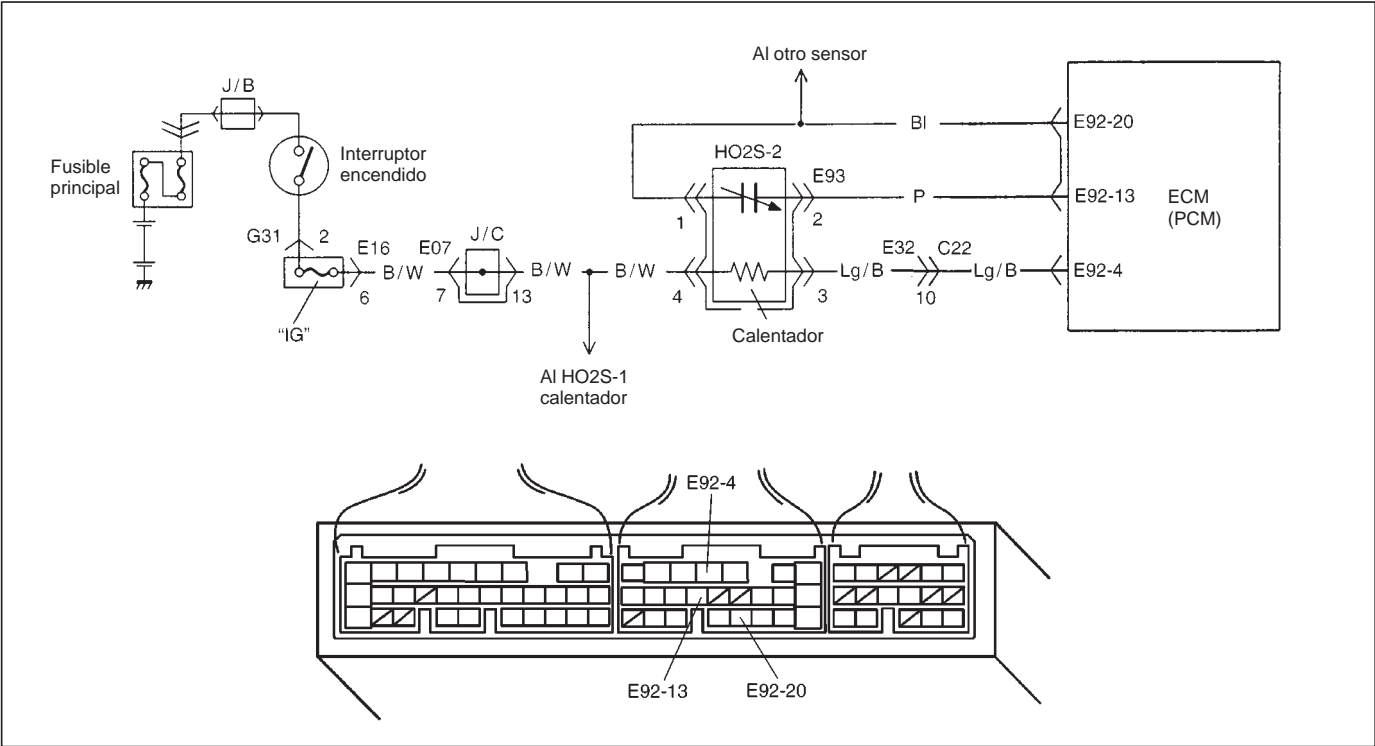 Al otro sensor
J/B
Fusible
principal
Interruptor
encendido
Bl
E92-20
HO2S-2
E93
1
2
P
E92-13
ECM
(PCM)
G31
2
E16
E07
J/C
B/W
B/W
B/W
Lg/B
E32
C22
Lg/B
E92-4
6
7
13
4
3
10
"IG"
Calentador
Al HO2S-1
calentador
E92-4
E92-13
E92-20